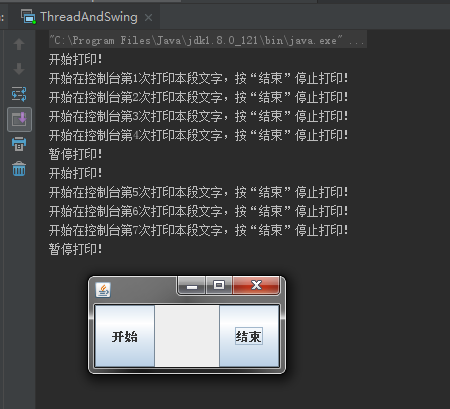 ThreadAndSwing
"C:\Program Files\Java\jdk1.8.0_121\bin\java.exe" ...
开始打印！
开始在控制台第1次打印本段文字，按“结束”停止打印！
开始在控制台第2次打印本段文字，按“结束”停止打印！
开始在控制台第3次打印本段文字，按“结束”停止打印！
开始在控制台第4次打印本段文字，按“结束”停止打印！
暂停打印！
开始打印！
开始在控制台第5次打印本段文字，按“结束”停止打印！
开始在控制台第6次打印本段文字，按“结束”停止打印！
开始在控制台第7次打印本段文字，按“结束”停止打印！
暂停打印！
开始
结束